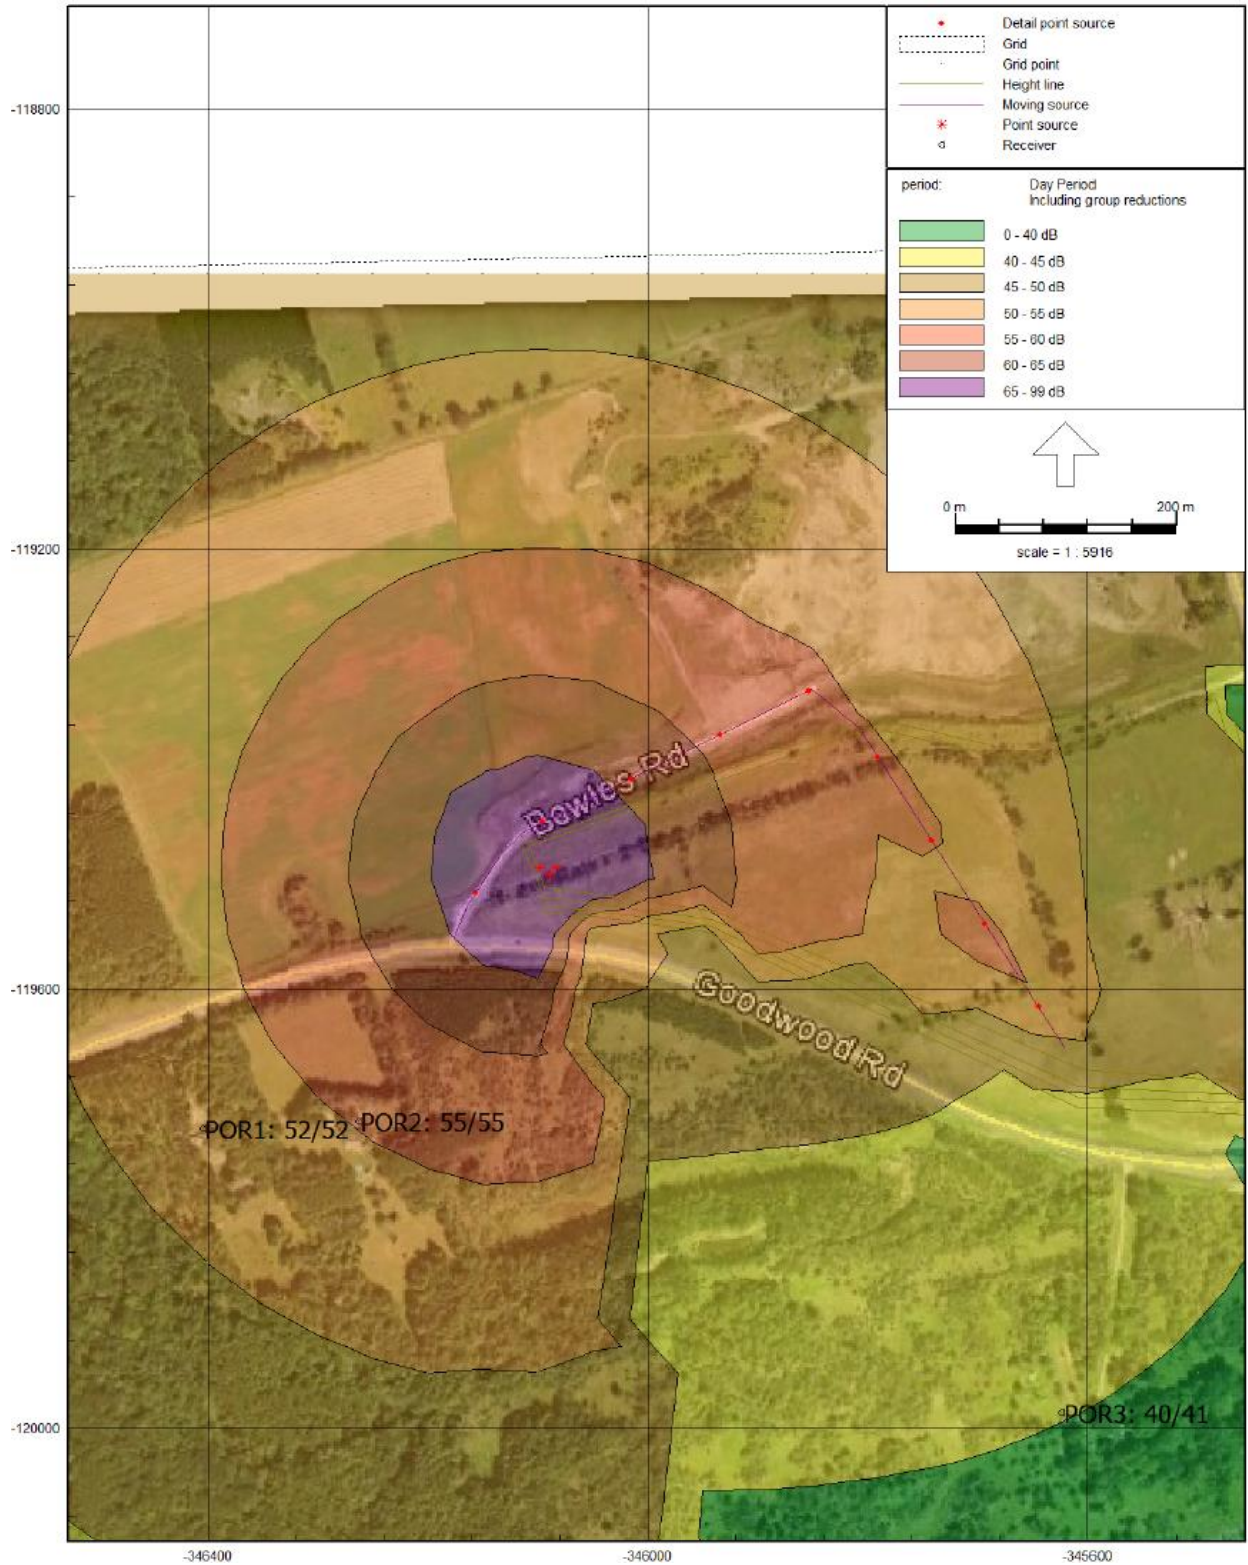 Detail point source
Grid
Grid point
Height line
Moving source
Point source
Receiver
-118800
period: Day Period
Including group reductions
0 - 40 dB
40 - 45 dB
45 - 50 dB
50 - 55 dB
55 - 60 dB
60 - 65 dB
65 - 99 dB
0 m 200 m
scale = 1 : 5916
-119200
Bowles Rd
-119600
Goodwood Rd
POR1: 52/52 POR2: 55/55
POR3: 40/41
-120000
-346400 -346000 -345600